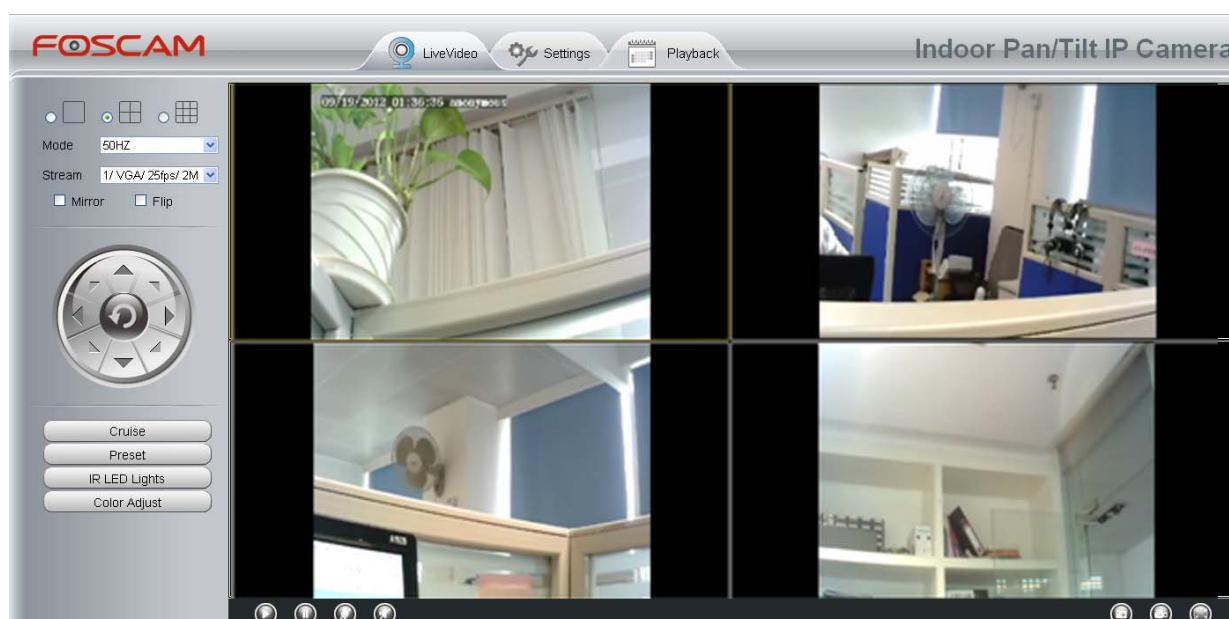 FOSCAM
LiveVideo
Settings
Playback
Indoor Pan/Tilt IP Camera
Mode
50HZ
Stream
1/ VGA/ 25fps/ 2M
Mirror
Flip
Cruise
Preset
IR LED Lights
Color Adjust
09/19/2012 01:36:36 anonymous